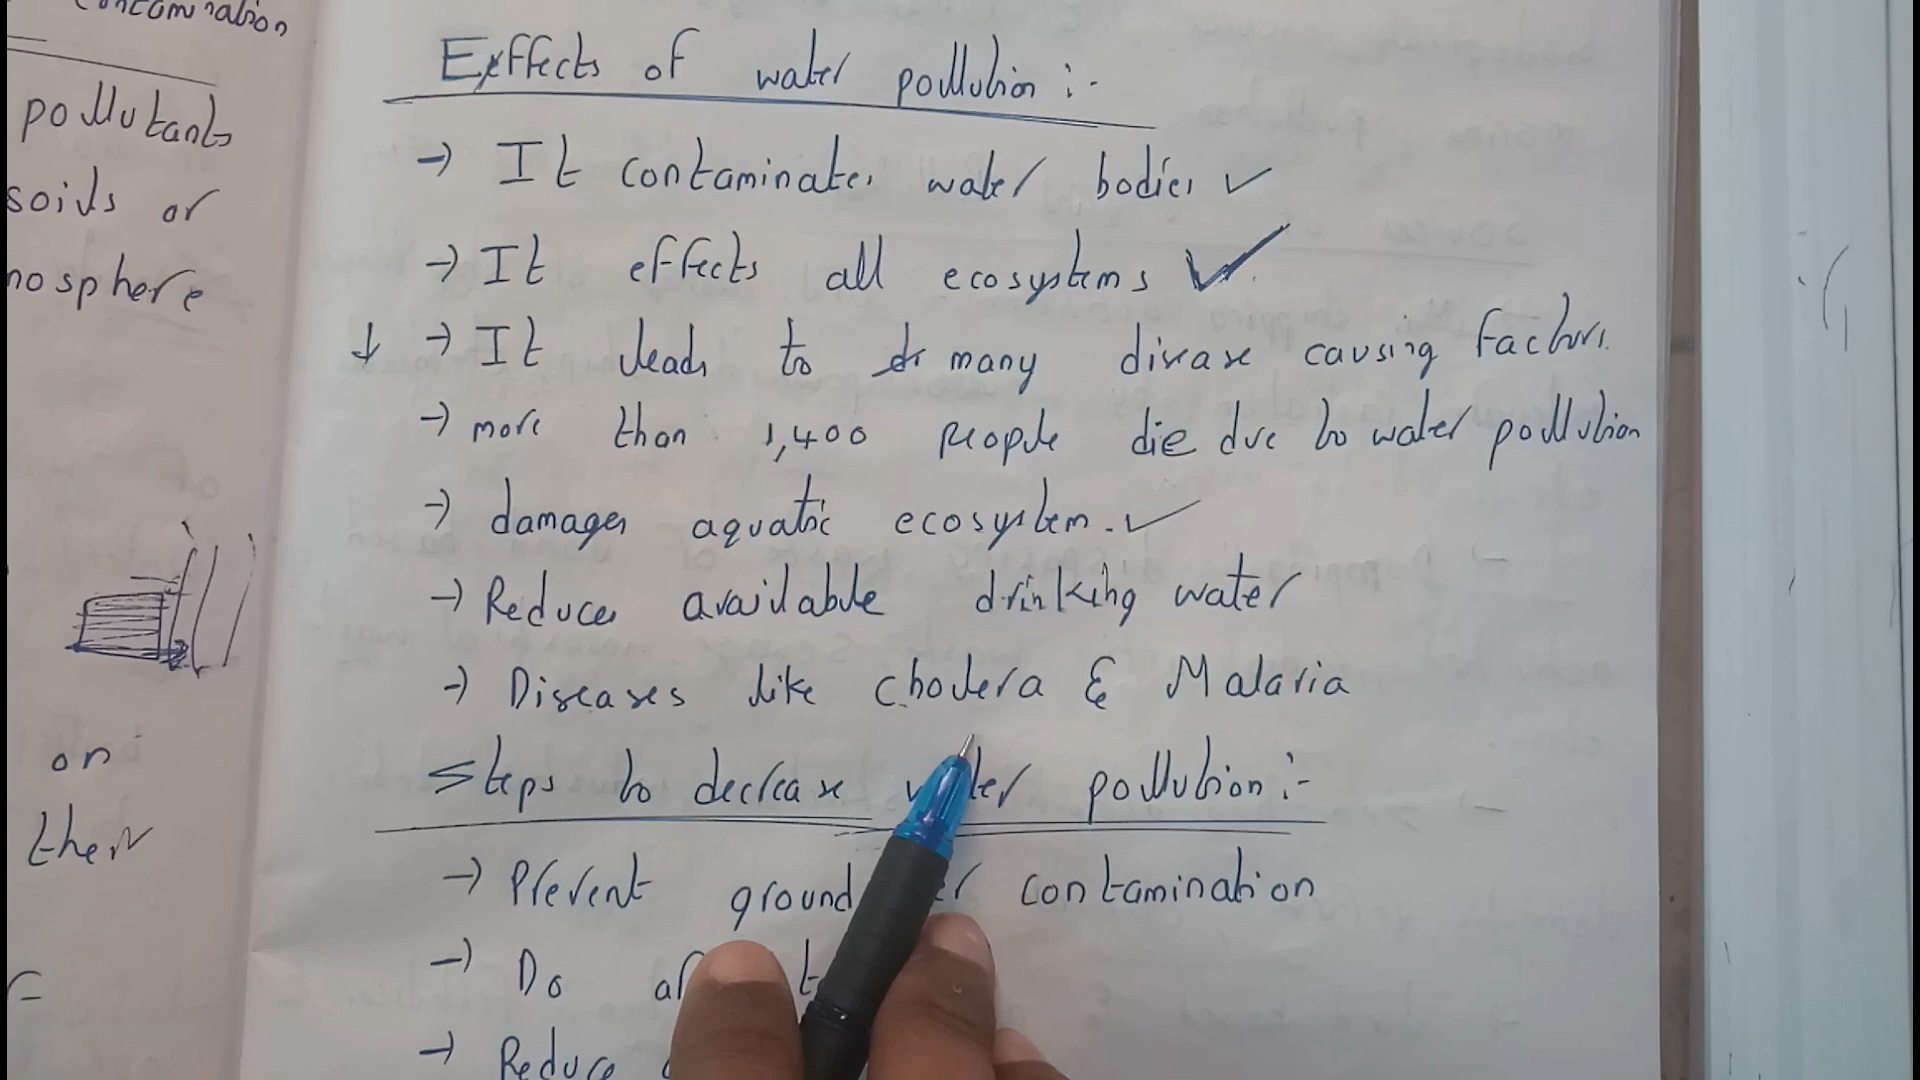 contamination
pollutants
soils or
nosphere
on
then
Effects of water pollution :-
→ It contaminates water bodies ✓
→ It effects all ecosystems ✓
↓ → It leads to many disease causing factors.
→ more than 1,400 people die due to water pollution
→ damages aquatic ecosystem. ✓
→ Reduces available drinking water
→ Diseases like cholera & Malaria
Steps to decrease water pollution :-
→ Prevent ground contamination
→ Do
→ Reduce